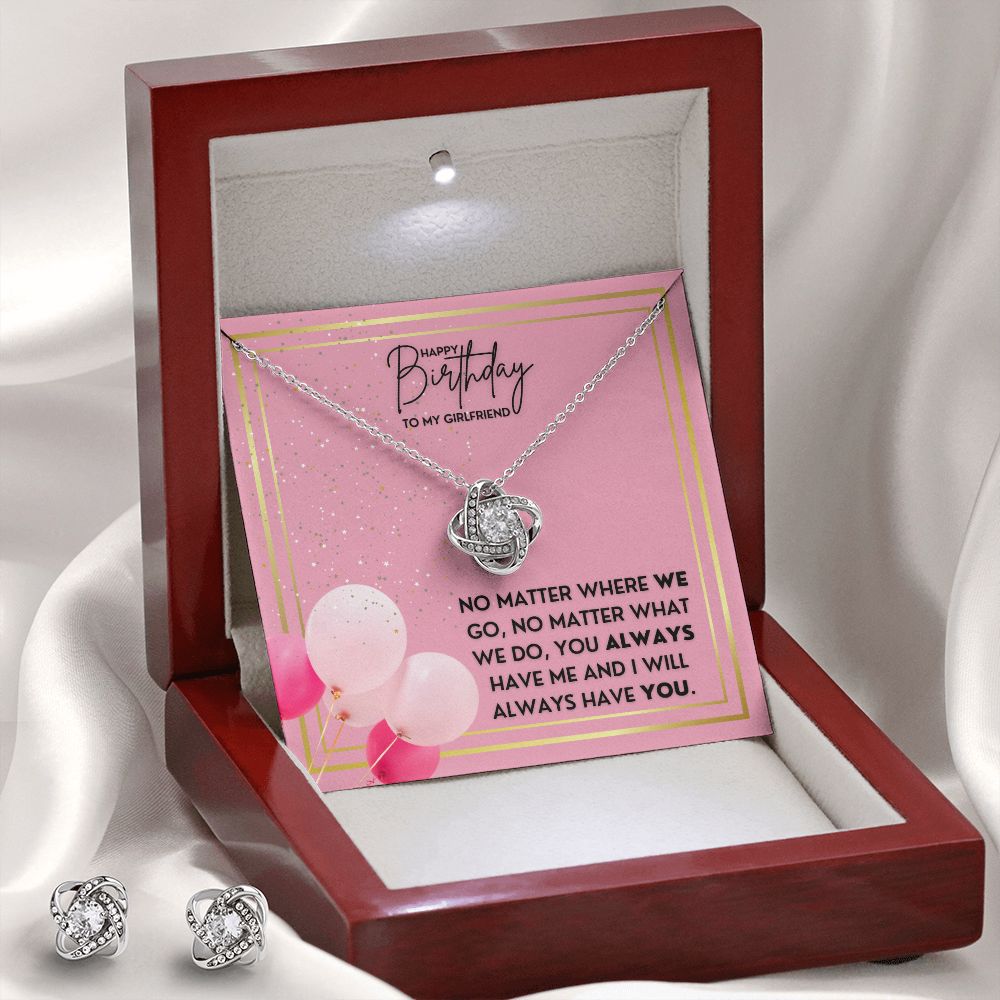 HAPPY
Birthday
TO MY GIRLFRIEND
NO MATTER WHERE WE
GO, NO MATTER WHAT
WE DO, YOU ALWAYS
HAVE ME AND I WILL
ALWAYS HAVE YOU.